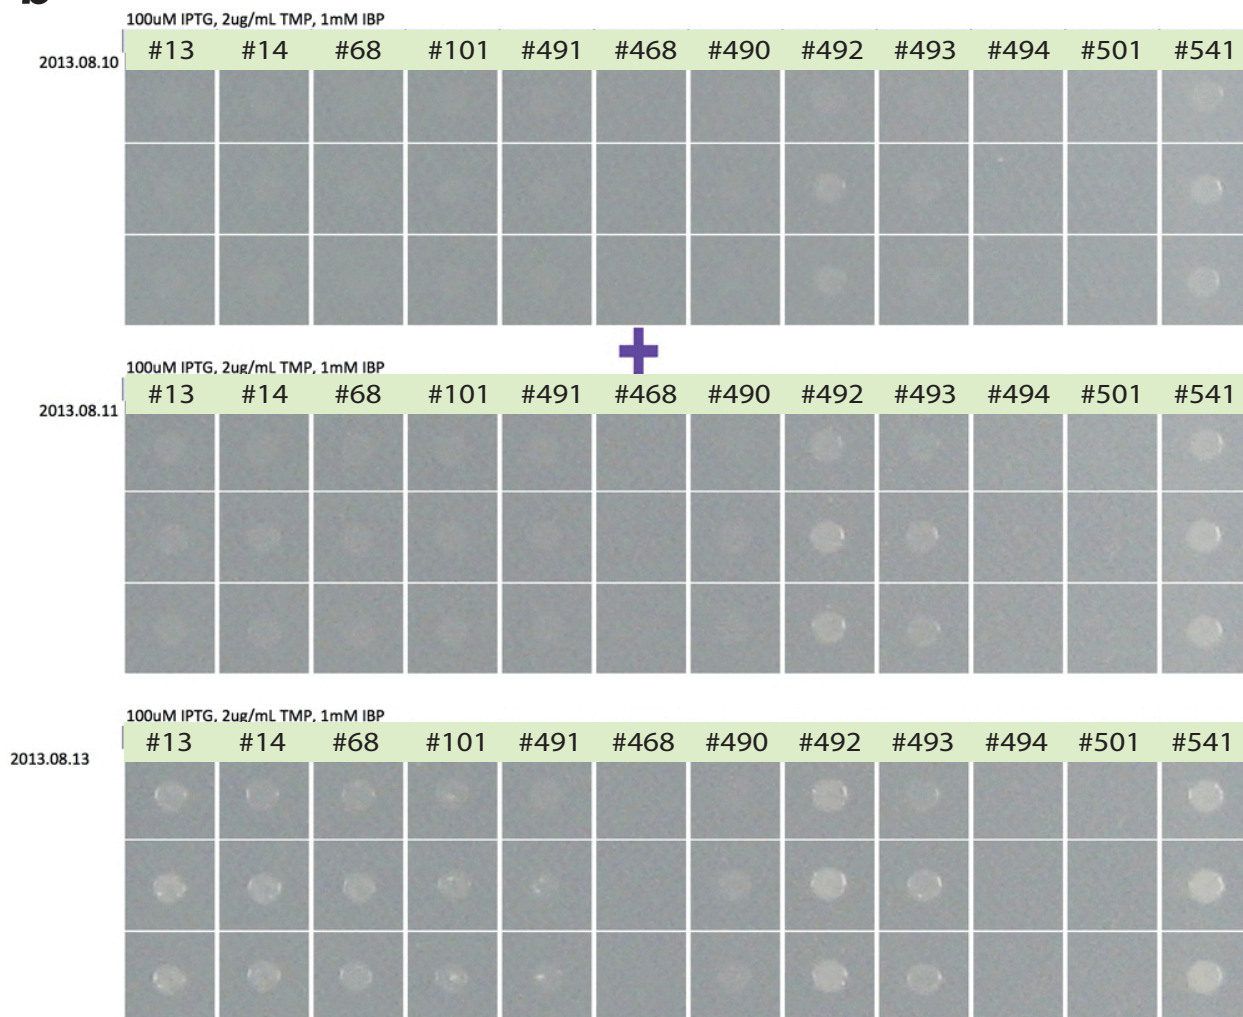 b
100uM IPTG, 2ug/mL TMP, 1mM IBP
2013.08.10
#13 #14 #68 #101 #491 #468 #490 #492 #493 #494 #501 #541
100uM IPTG, 2ug/mL TMP, 1mM IBP
2013.08.11
#13 #14 #68 #101 #491 #468 #490 #492 #493 #494 #501 #541
100uM IPTG, 2ug/mL TMP, 1mM IBP
2013.08.13
#13 #14 #68 #101 #491 #468 #490 #492 #493 #494 #501 #541